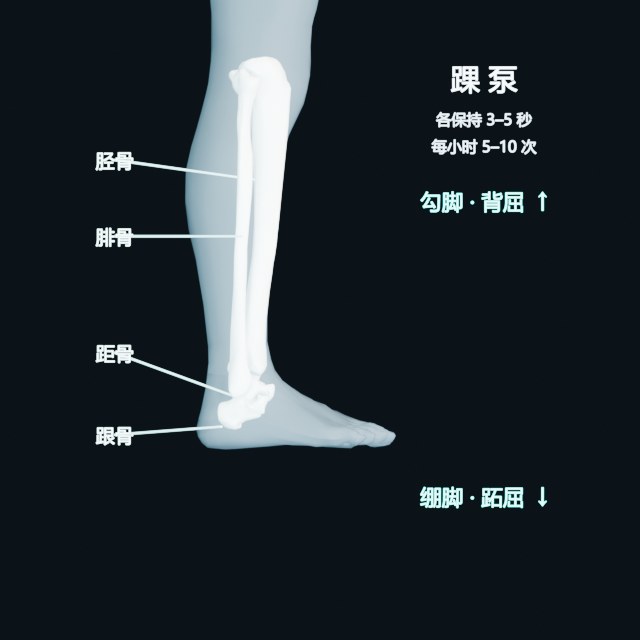 踝泵
各保持 3–5 秒
每小时 5–10 次
勾脚 · 背屈 ↑
胫骨
腓骨
距骨
跟骨
绷脚 · 跖屈 ↓